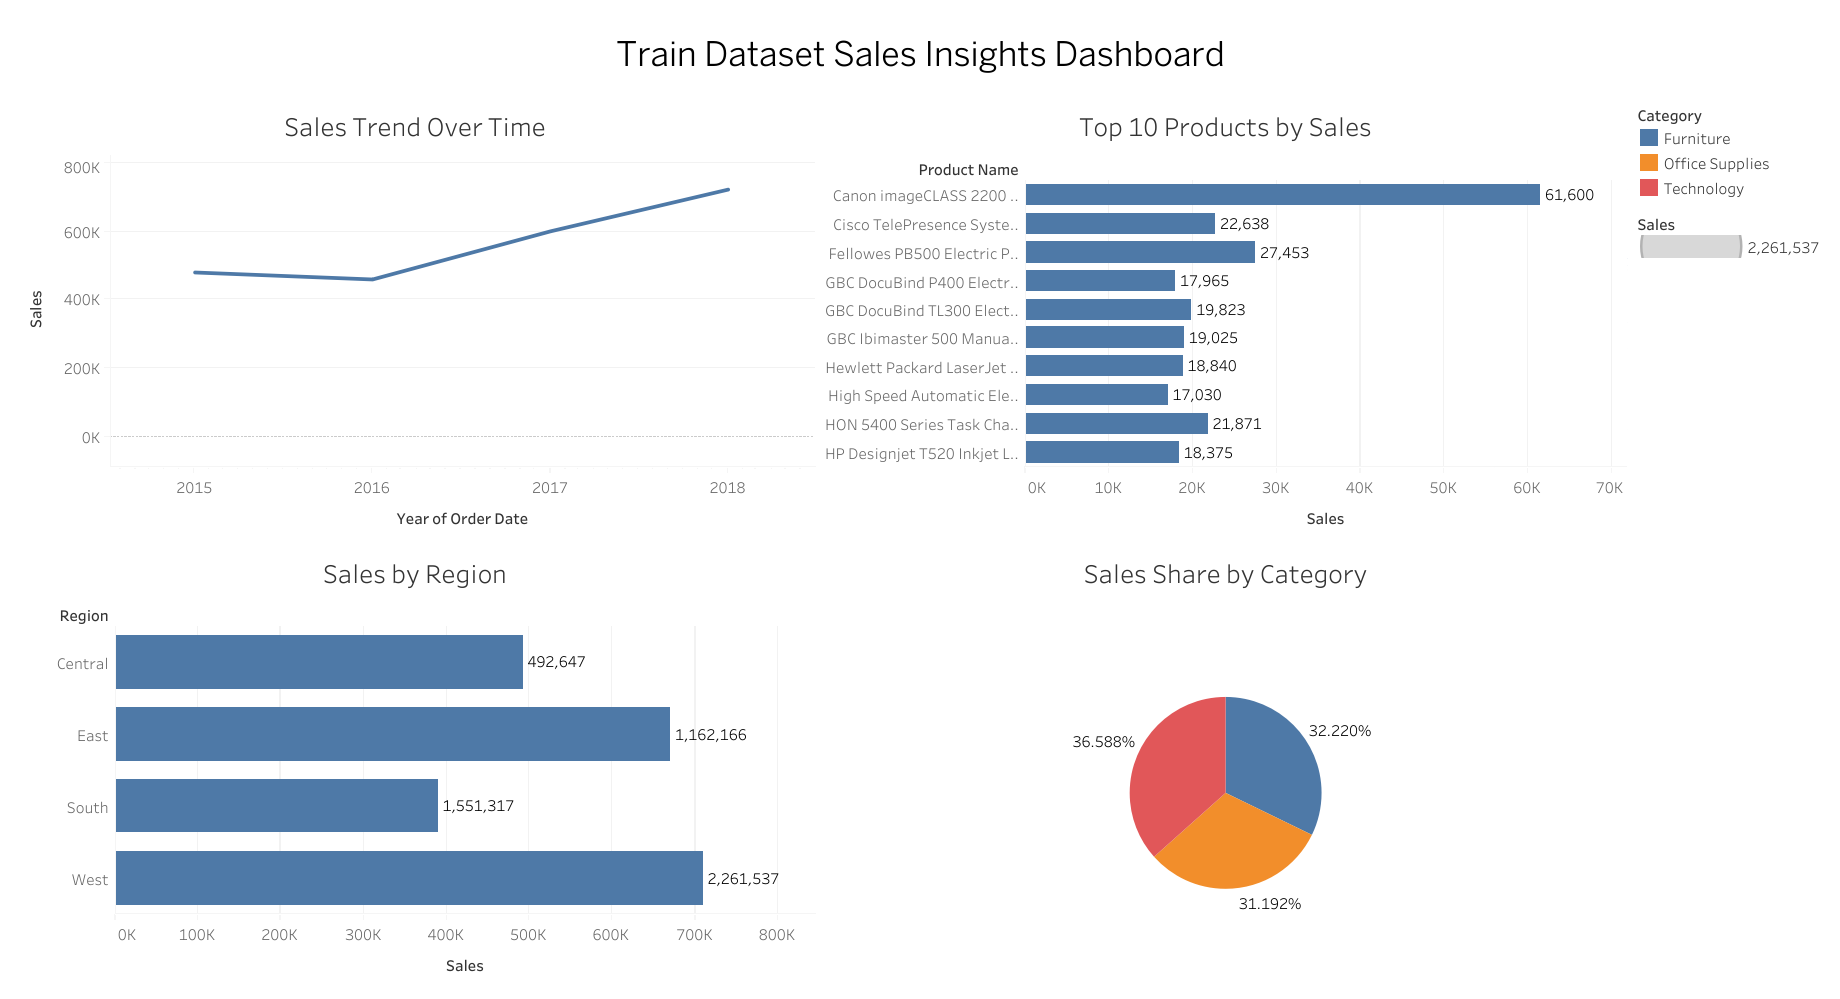 Train Dataset Sales Insights Dashboard
Sales Trend Over Time
800K
600K
400K
200K
0K
Sales
2015 2016 2017 2018
Year of Order Date
Top 10 Products by Sales
Product Name
Canon imageCLASS 2200 .. 61,600
Cisco TelePresence Syste.. 22,638
Fellowes PB500 Electric P.. 27,453
GBC DocuBind P400 Electr.. 17,965
GBC DocuBind TL300 Elect.. 19,823
GBC Ibimaster 500 Manua.. 19,025
Hewlett Packard LaserJet .. 18,840
High Speed Automatic Ele.. 17,030
HON 5400 Series Task Cha.. 21,871
HP Designjet T520 Inkjet L.. 18,375
0K 10K 20K 30K 40K 50K 60K 70K
Sales
Category
Furniture
Office Supplies
Technology
Sales
2,261,537
Sales by Region
Region
Central 492,647
East 1,162,166
South 1,551,317
West 2,261,537
0K 100K 200K 300K 400K 500K 600K 700K 800K
Sales
Sales Share by Category
32.220%
36.588%
31.192%